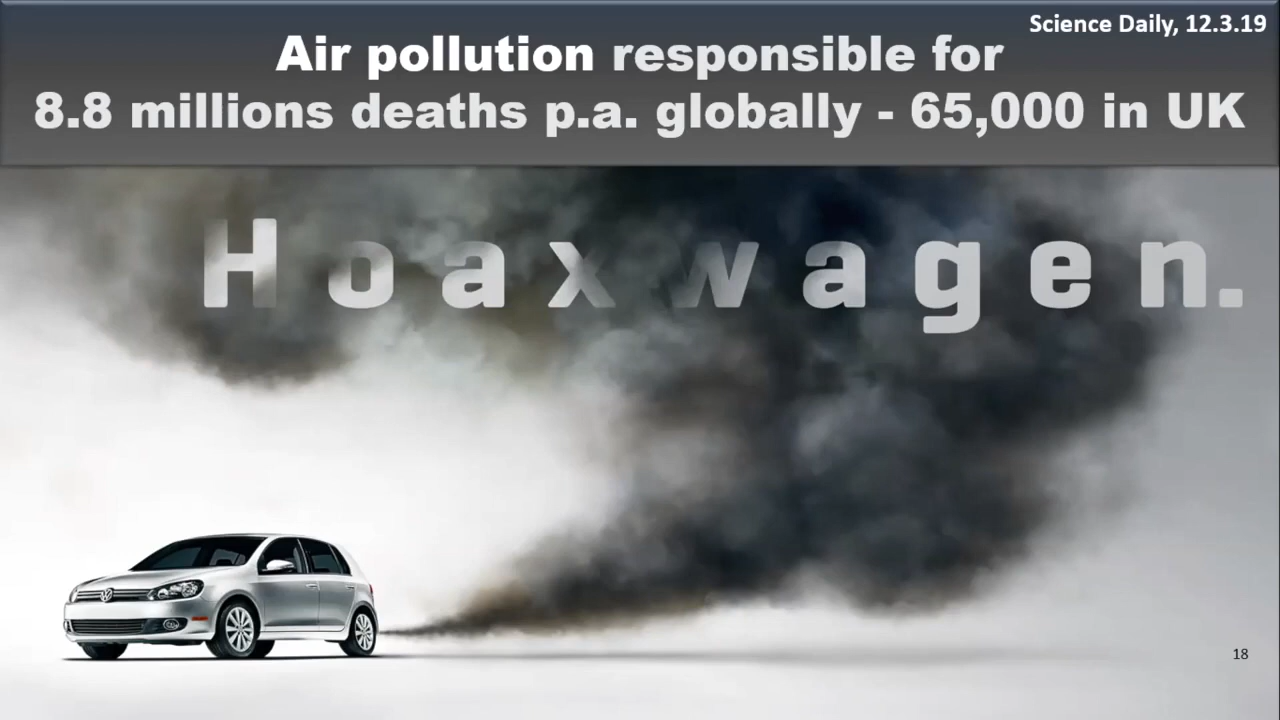 Science Daily, 12.3.19
Air pollution responsible for
8.8 millions deaths p.a. globally - 65,000 in UK
Hoaxwagen.
18